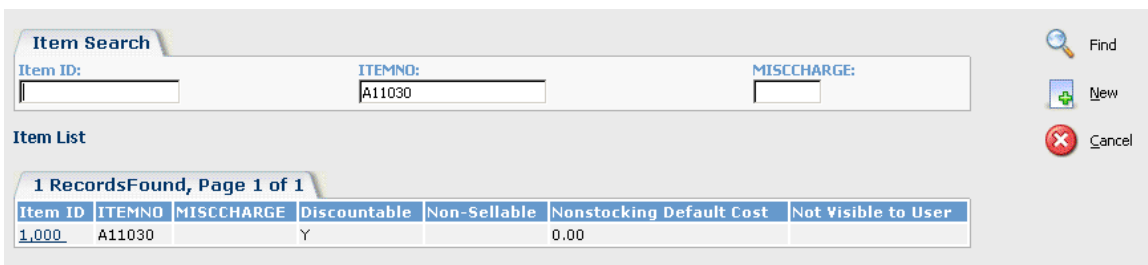 Item Search
Item ID: ITEMNO: MISCCHARGE:
A11030
Find
New
Cancel
Item List
1 RecordsFound, Page 1 of 1
Item ID ITEMNO MISCCHARGE Discountable Non-Sellable Nonstocking Default Cost Not Visible to User
1,000 A11030 Y 0.00